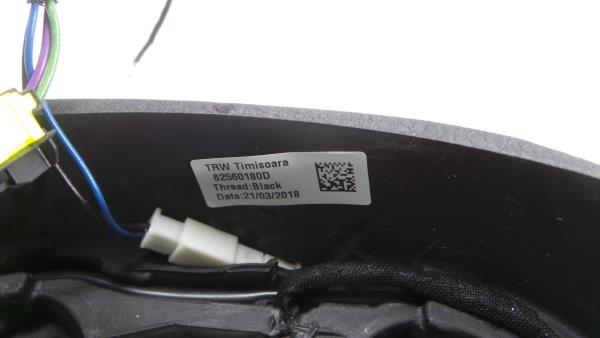 TRW Timisoara
62560180D
Thread:Black
Data:21/03/2018